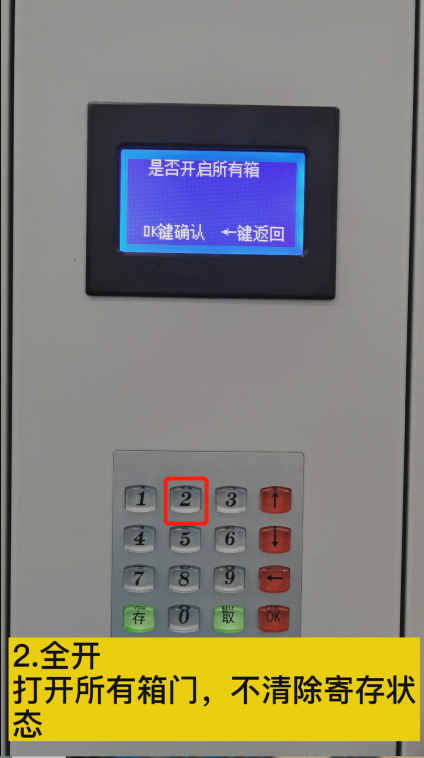 是否开启所有箱
OK键确认 ←键返回
1 2 3 ↑
4 5 6 ↓
7 8 9 ←
存 0 取 OK
2.全开
打开所有箱门，不清除寄存状
态